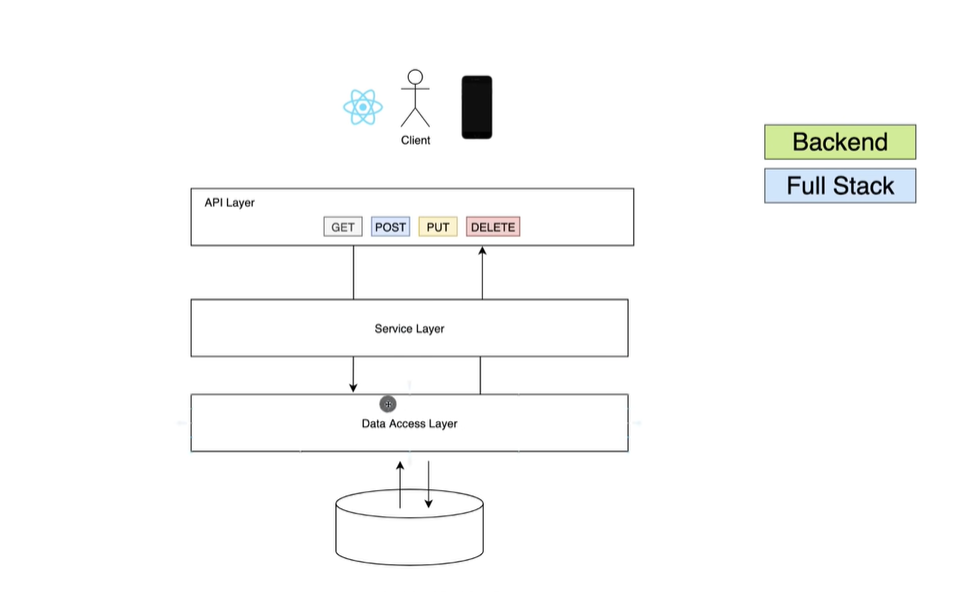 Client
Backend
Full Stack
API Layer
GET POST PUT DELETE
Service Layer
Data Access Layer